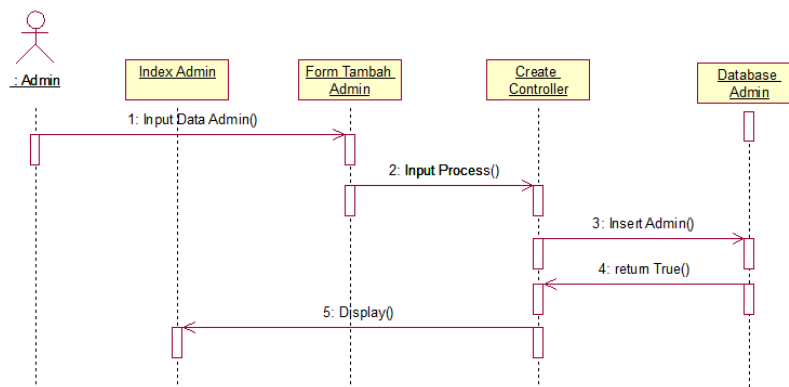 : Admin
Index Admin
Form Tambah
Admin
Create
Controller
Database
Admin
1: Input Data Admin()
2: Input Process()
3: Insert Admin()
4: return True()
5: Display()